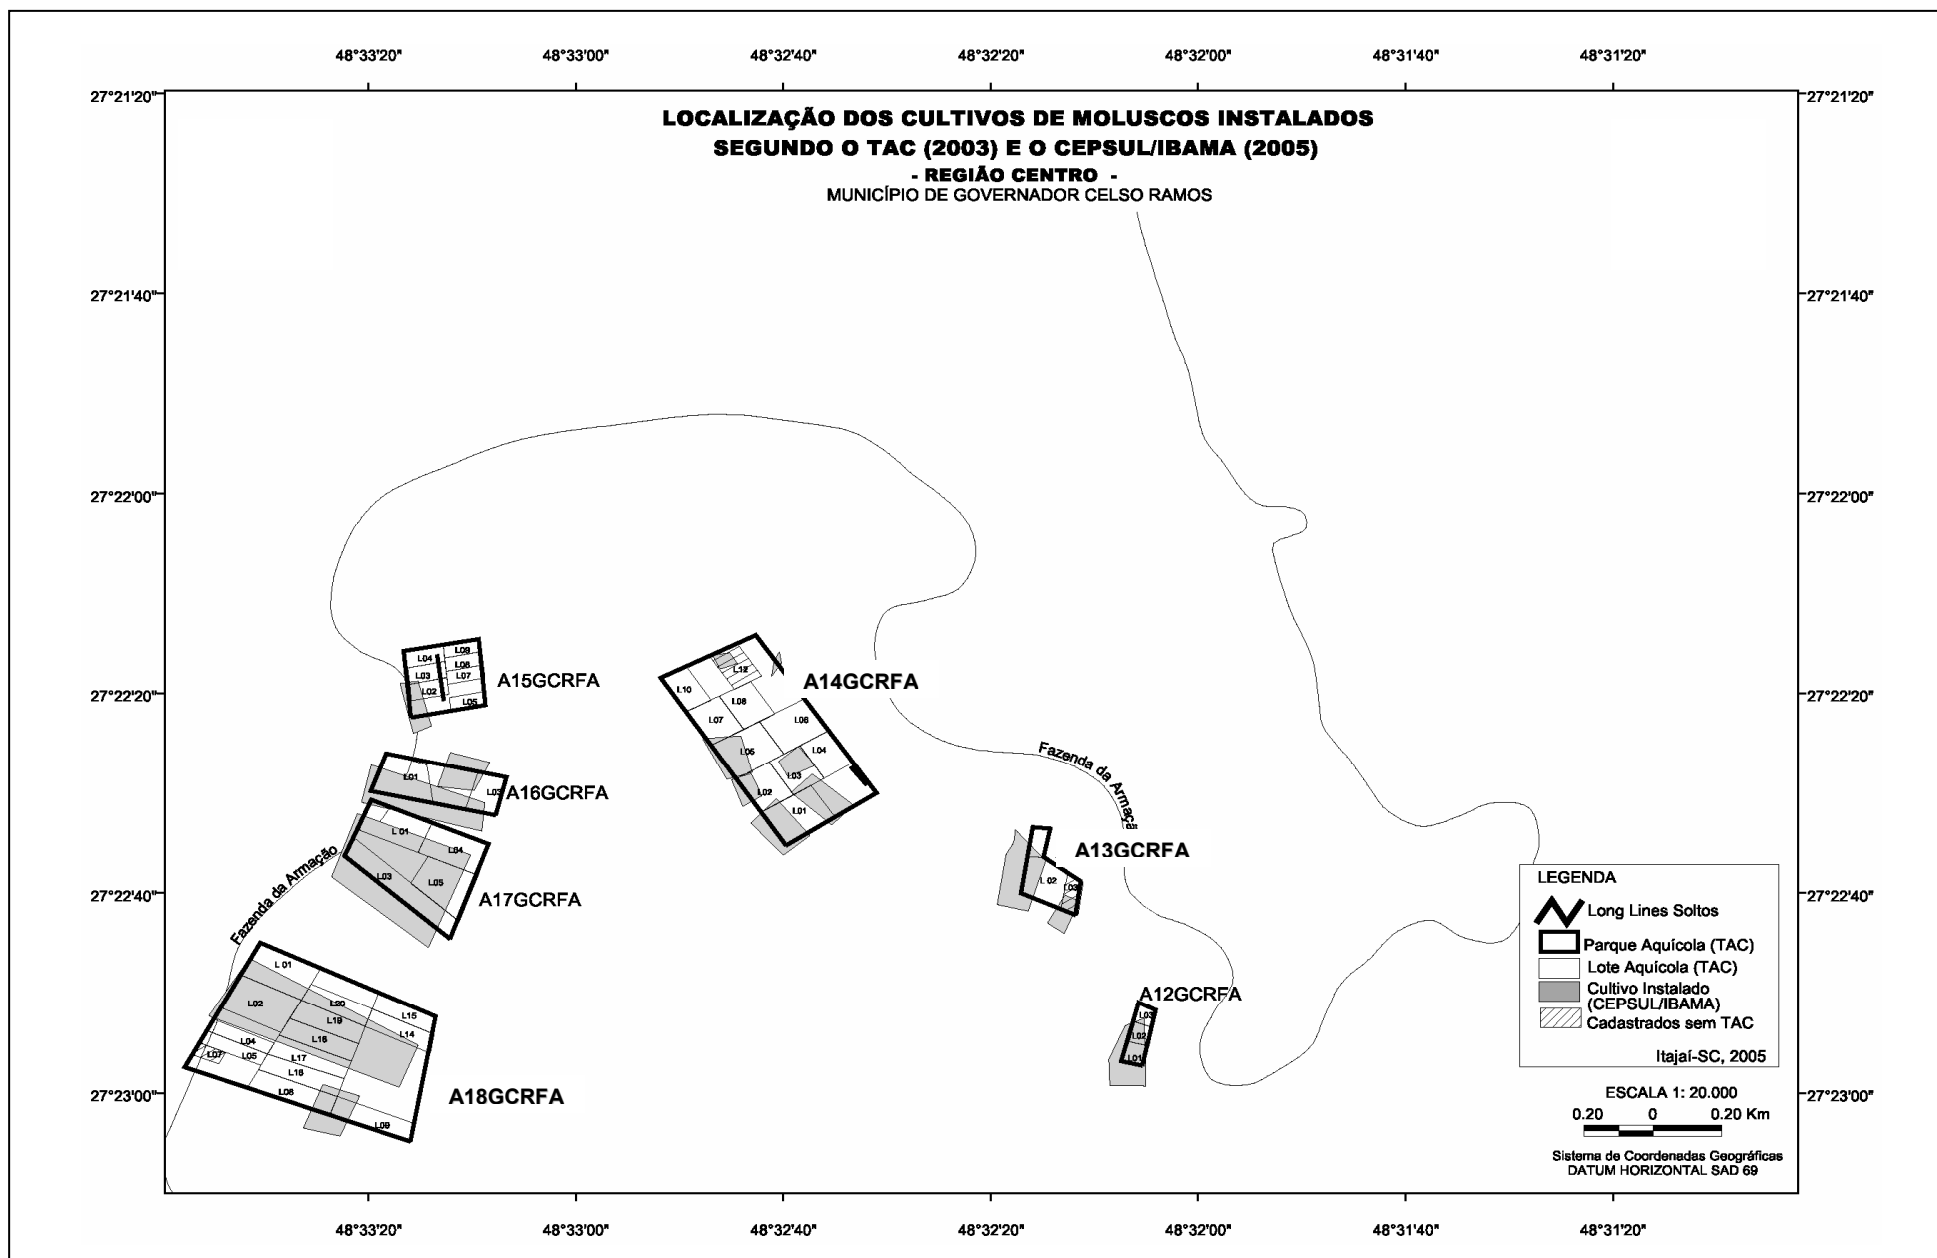 48°33'20" 48°33'00" 48°32'40" 48°32'20" 48°32'00" 48°31'40" 48°31'20"
27°21'20" 27°21'20"
LOCALIZAÇÃO DOS CULTIVOS DE MOLUSCOS INSTALADOS
SEGUNDO O TAC (2003) E O CEPSUL/IBAMA (2005)
- REGIÃO CENTRO -
MUNICÍPIO DE GOVERNADOR CELSO RAMOS
27°21'40" 27°21'40"
27°22'00" 27°22'00"
27°22'20" 27°22'20"
L04 L09
L08
L03 L07
L02
L05
A15GCRFA
L12
L10
L08
L07 L06
L05 L04
L03
L02
L01
A14GCRFA
Fazenda da Armaçã
L01
L03
A16GCRFA
L 01
L04
L03 L05
A17GCRFA
Fazenda da Armação
A13GCRFA
L 02
L03
27°22'40" 27°22'40"
A12GCRFA
L03
L02
L01
L 01
L02 L20
L15
L19 L14
L04
L07 L05 L17
L08
L09
A18GCRFA
27°23'00" 27°23'00"
LEGENDA
Long Lines Soltos
Parque Aquícola (TAC)
Lote Aquícola (TAC)
Cultivo Instalado
(CEPSUL/IBAMA)
Cadastrados sem TAC
Itajaí-SC, 2005
ESCALA 1: 20.000
0.20 0 0.20 Km
Sistema de Coordenadas Geográficas
DATUM HORIZONTAL SAD 69
48°33'20" 48°33'00" 48°32'40" 48°32'20" 48°32'00" 48°31'40" 48°31'20"